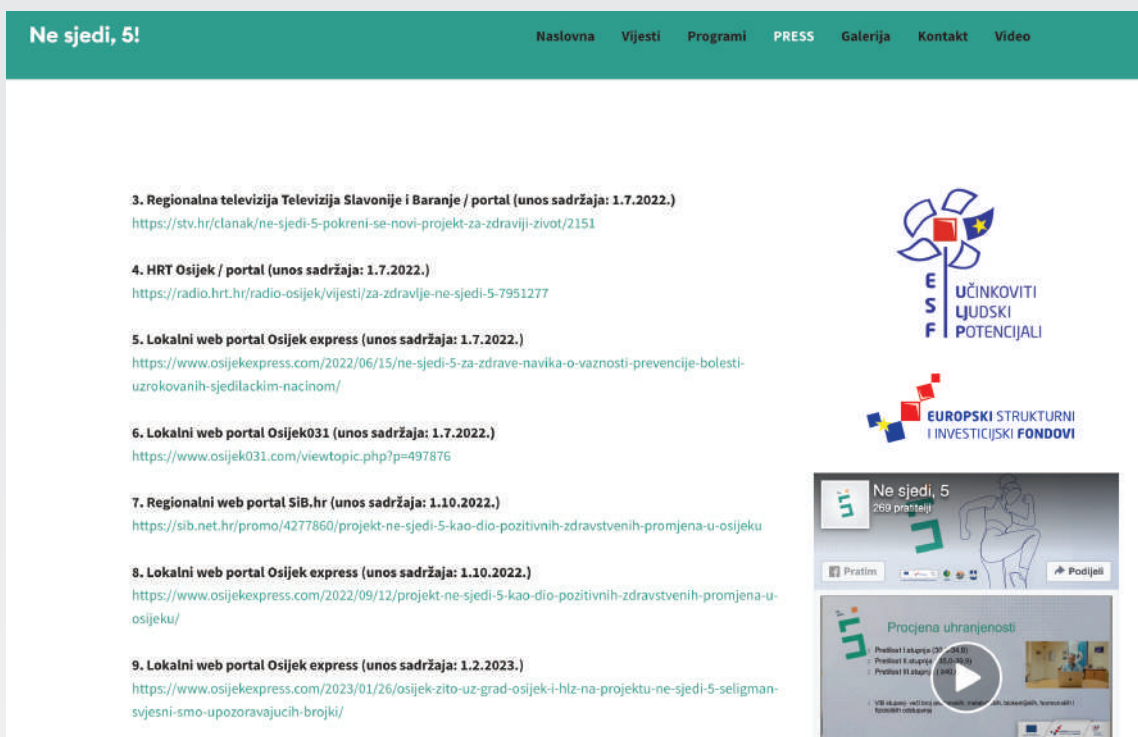 Ne sjedi, 5!
Naslovna Vijesti Programi PRESS Galerija Kontakt Video
3. Regionalna televizija Televizija Slavonije i Baranje / portal (unos sadržaja: 1.7.2022.)
https://stv.hr/clanak/ne-sjedi-5-pokreni-se-novi-projekt-za-zdraviji-zivot/2151
4. HRT Osijek / portal (unos sadržaja: 1.7.2022.)
https://radio.hrt.hr/radio-osijek/vijesti/za-zdravlje-ne-sjedi-5-7951277
5. Lokalni web portal Osijek express (unos sadržaja: 1.7.2022.)
https://www.osijekexpress.com/2022/06/15/ne-sjedi-5-za-zdrave-navika-o-vaznosti-prevencije-bolesti-
uzrokovanih-sjedilackim-nacinom/
6. Lokalni web portal Osijek031 (unos sadržaja: 1.7.2022.)
https://www.osijek031.com/viewtopic.php?p=497876
7. Regionalni web portal SiB.hr (unos sadržaja: 1.10.2022.)
https://sib.net.hr/promo/4277860/projekt-ne-sjedi-5-kao-dio-pozitivnih-zdravstvenih-promjena-u-osijeku
8. Lokalni web portal Osijek express (unos sadržaja: 1.10.2022.)
https://www.osijekexpress.com/2022/09/12/projekt-ne-sjedi-5-kao-dio-pozitivnih-zdravstvenih-promjena-u-
osijeku/
9. Lokalni web portal Osijek express (unos sadržaja: 1.2.2023.)
https://www.osijekexpress.com/2023/01/26/osijek-zito-uz-grad-osijek-i-hlz-na-projektu-ne-sjedi-5-seligman-
svjesni-smo-upozoravajucih-brojki/
ESF
UČINKOVITI
LJUDSKI
POTENCIJALI
EUROPSKI STRUKTURNI
I INVESTICIJSKI FONDOVI
Ne sjedi, 5
269 pratitelji
Pratim
Podijeli
Procjena uhranjenosti
Pretilost I.stupnja
Pretilost II.stupnja
Pretilost III.stupnja